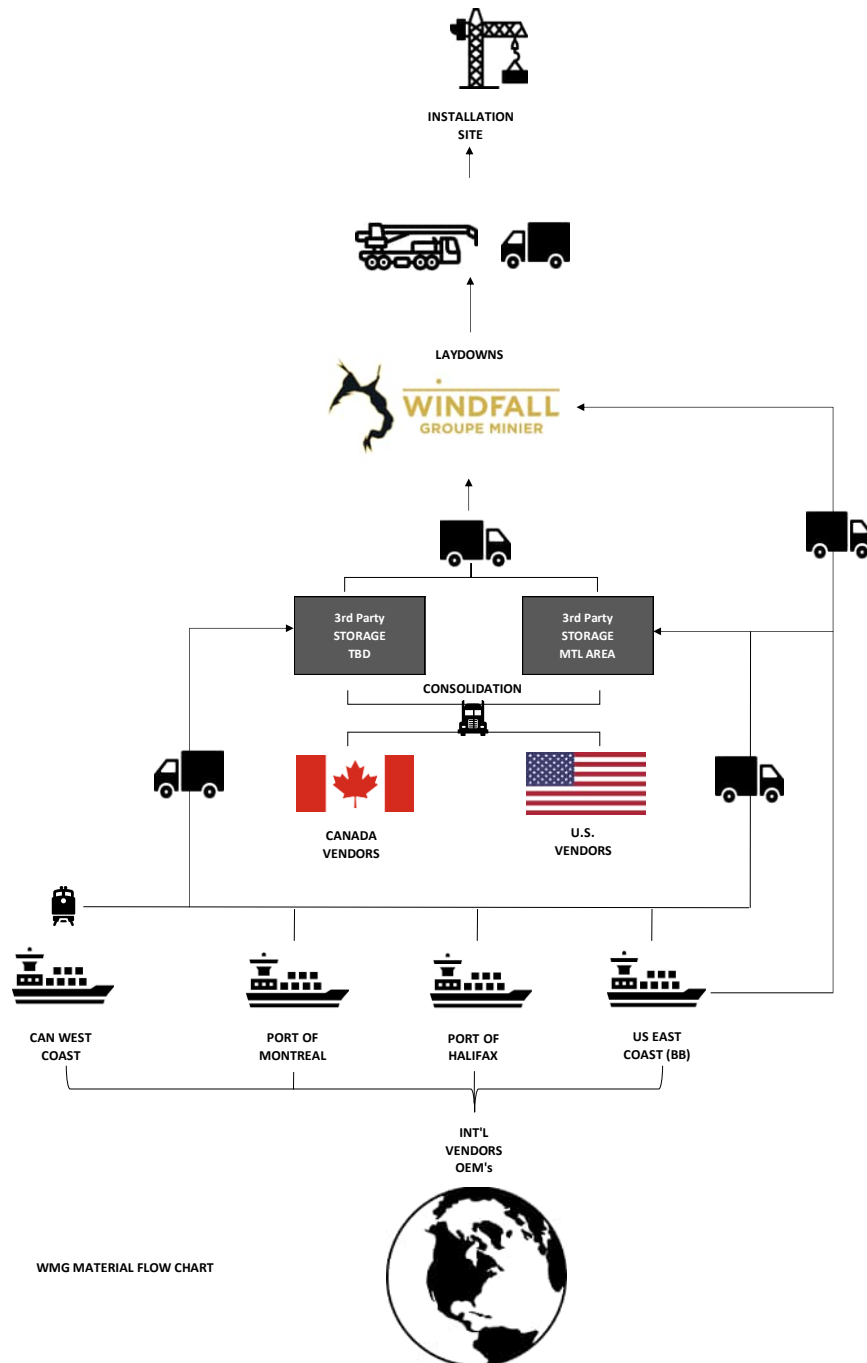 INSTALLATION
SITE
LAYDOWNS
WINDFALL
GROUPE MINIER
3rd Party
STORAGE
TBD
3rd Party
STORAGE
MTL AREA
CONSOLIDATION
CANADA
VENDORS
U.S.
VENDORS
CAN WEST
COAST
PORT OF
MONTREAL
PORT OF
HALIFAX
US EAST
COAST (BB)
INT'L
VENDORS
OEM's
WMG MATERIAL FLOW CHART